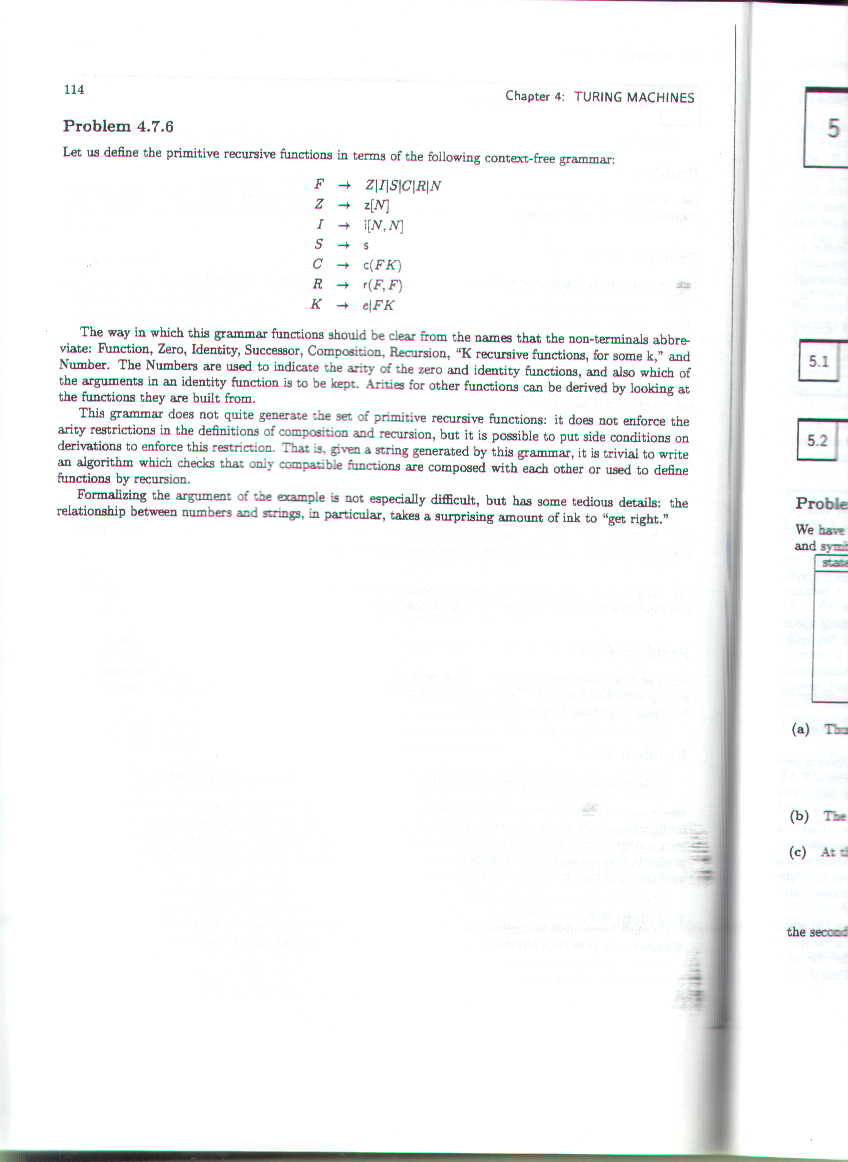 114
Chapter 4: TURING MACHINES
Problem 4.7.6
Let us define the primitive recursive functions in terms of the following context-free grammar:
F → Z|I|S|C|R|N
Z → z[N]
I → i[N, N]
S → s
C → c(FK)
R → r(F, F)
K → e|FK
The way in which this grammar functions should be clear from the names that the non-terminals abbre-
viate: Function, Zero, Identity, Successor, Composition, Recursion, “K recursive functions, for some k,” and
Number. The Numbers are used to indicate the arity of the zero and identity functions, and also which of
the arguments in an identity function is to be kept. Arities for other functions can be derived by looking at
the functions they are built from.
This grammar does not quite generate the set of primitive recursive functions: it does not enforce the
arity restrictions in the definitions of composition and recursion, but it is possible to put side conditions on
derivations to enforce this restriction. That is, given a string generated by this grammar, it is trivial to write
an algorithm which checks that only compatible functions are composed with each other or used to define
functions by recursion.
Formalizing the argument of the example is not especially difficult, but has some tedious details: the
relationship between numbers and strings, in particular, takes a surprising amount of ink to “get right.”
5
5.1
5.2
Proble
We have
and
state
(a)
(b) The
(c) At
the second